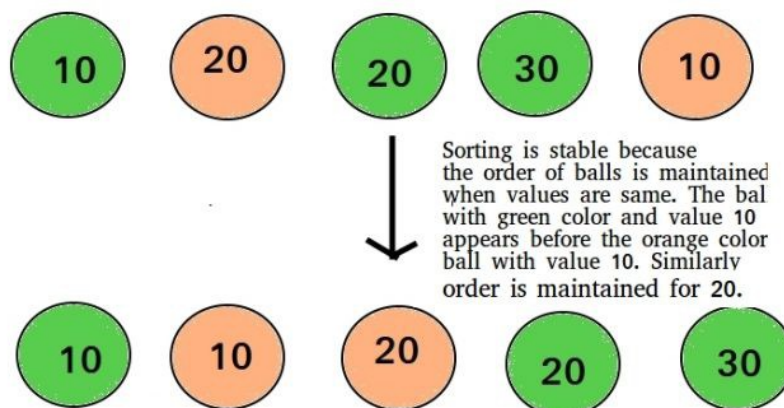 10 20 20 30 10
Sorting is stable because
the order of balls is maintained
when values are same. The bal
with green color and value 10
appears before the orange color
ball with value 10. Similarly
order is maintained for 20.
10 10 20 20 30